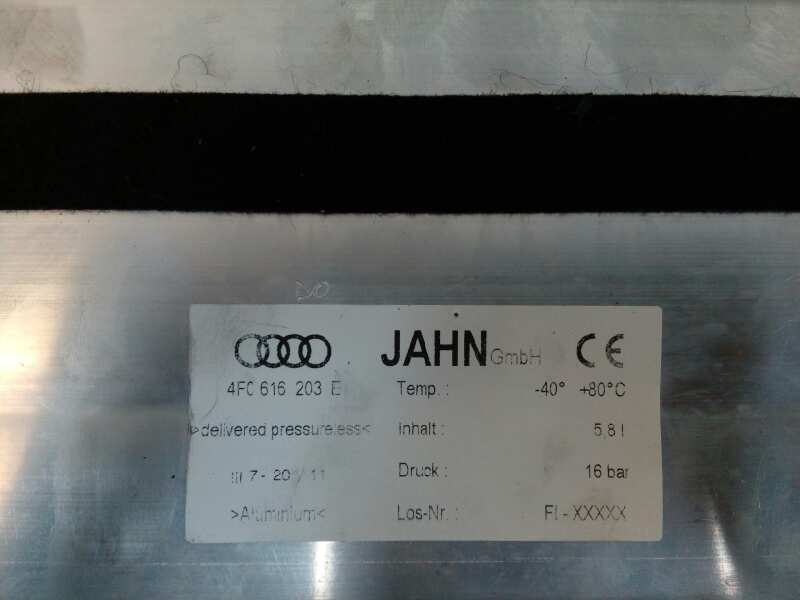 JAHN GmbH CE
4F0 616 203 E Temp. : -40° +80°C
>delivered pressureless< Inhalt : 5,8 l
Druck : 16 bar
>Aluminium< Los-Nr. : FI - XXXXX